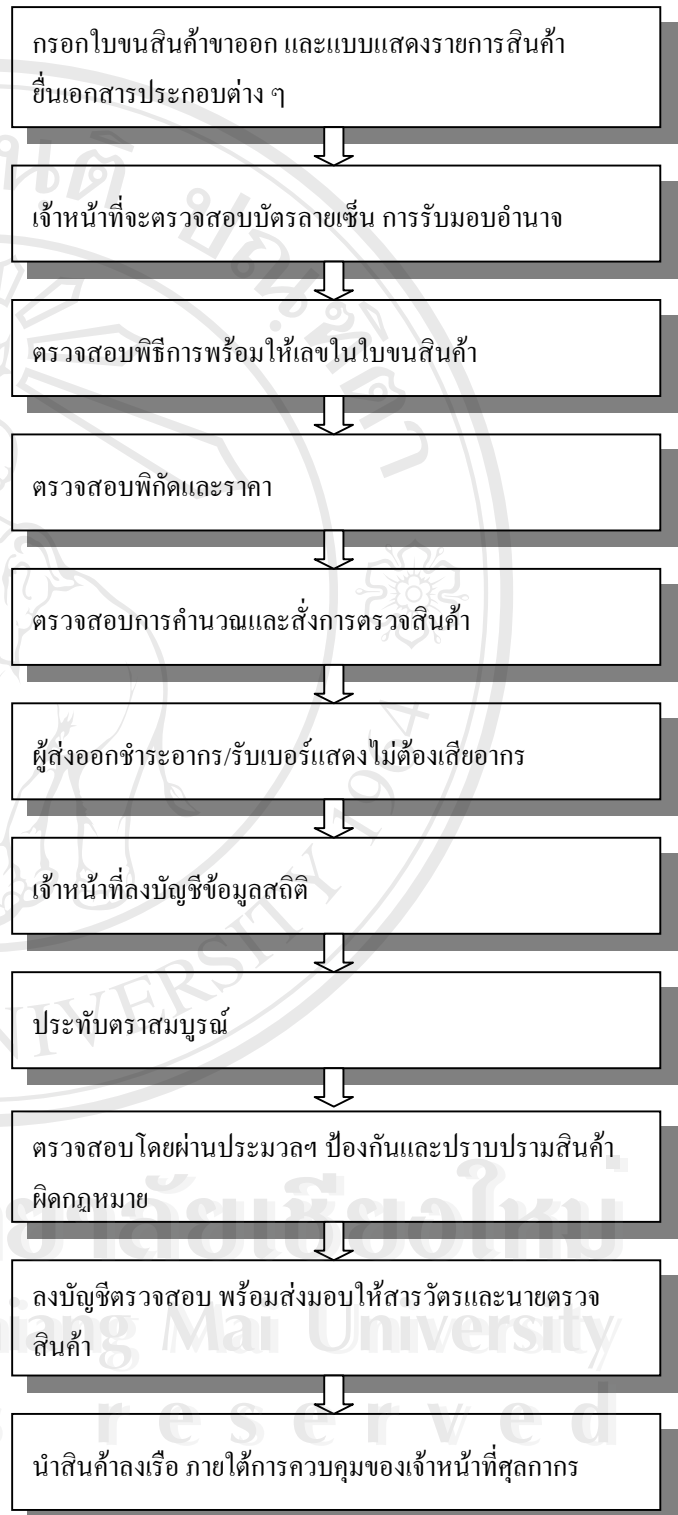 กรอกใบขนสินค้าขาออก และแบบแสดงรายการสินค้า
ยื่นเอกสารประกอบต่าง ๆ
เจ้าหน้าที่จะตรวจสอบบัตรลายเซ็น การรับมอบอำนาจ
ตรวจสอบพิธีการพร้อมให้เลขในใบขนสินค้า
ตรวจสอบพิกัดและราคา
ตรวจสอบการคำนวณและสั่งการตรวจสินค้า
ผู้ส่งออกชำระอากร/รับเบอร์แสดงไม่ต้องเสียอากร
เจ้าหน้าที่ลงบัญชีข้อมูลสถิติ
ประทับตราสมบูรณ์
ตรวจสอบโดยผ่านประมวลฯ ป้องกันและปราบปรามสินค้า
ผิดกฎหมาย
ลงบัญชีตรวจสอบ พร้อมส่งมอบให้สารวัตรและนายตรวจ
สินค้า
นำสินค้าลงเรือ ภายใต้การควบคุมของเจ้าหน้าที่ศุลกากร